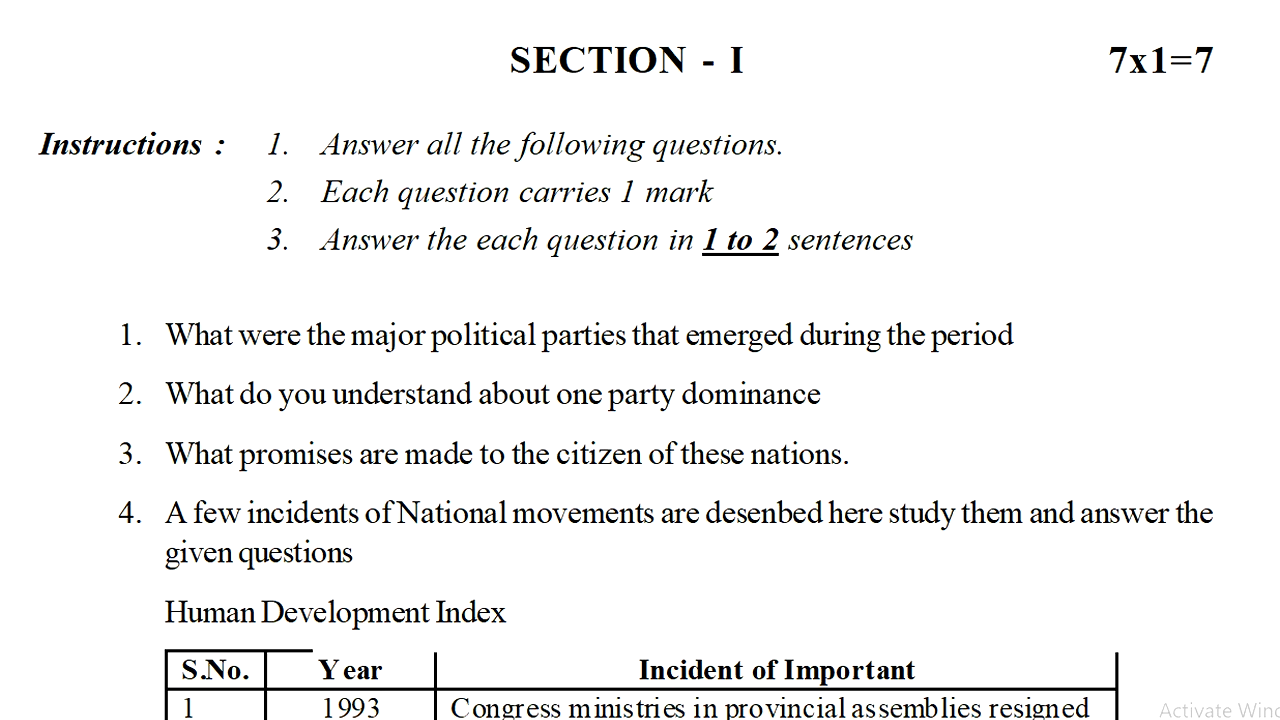 SECTION - I 7x1=7
Instructions : 1. Answer all the following questions.
2. Each question carries 1 mark
3. Answer the each question in 1 to 2 sentences
1. What were the major political parties that emerged during the period
2. What do you understand about one party dominance
3. What promises are made to the citizen of these nations.
4. A few incidents of National movements are desenbed here study them and answer the
given questions
Human Development Index
S.No. Year Incident of Important
1 1993 Congress ministries in provincial assemblies resigned
Activate Wind